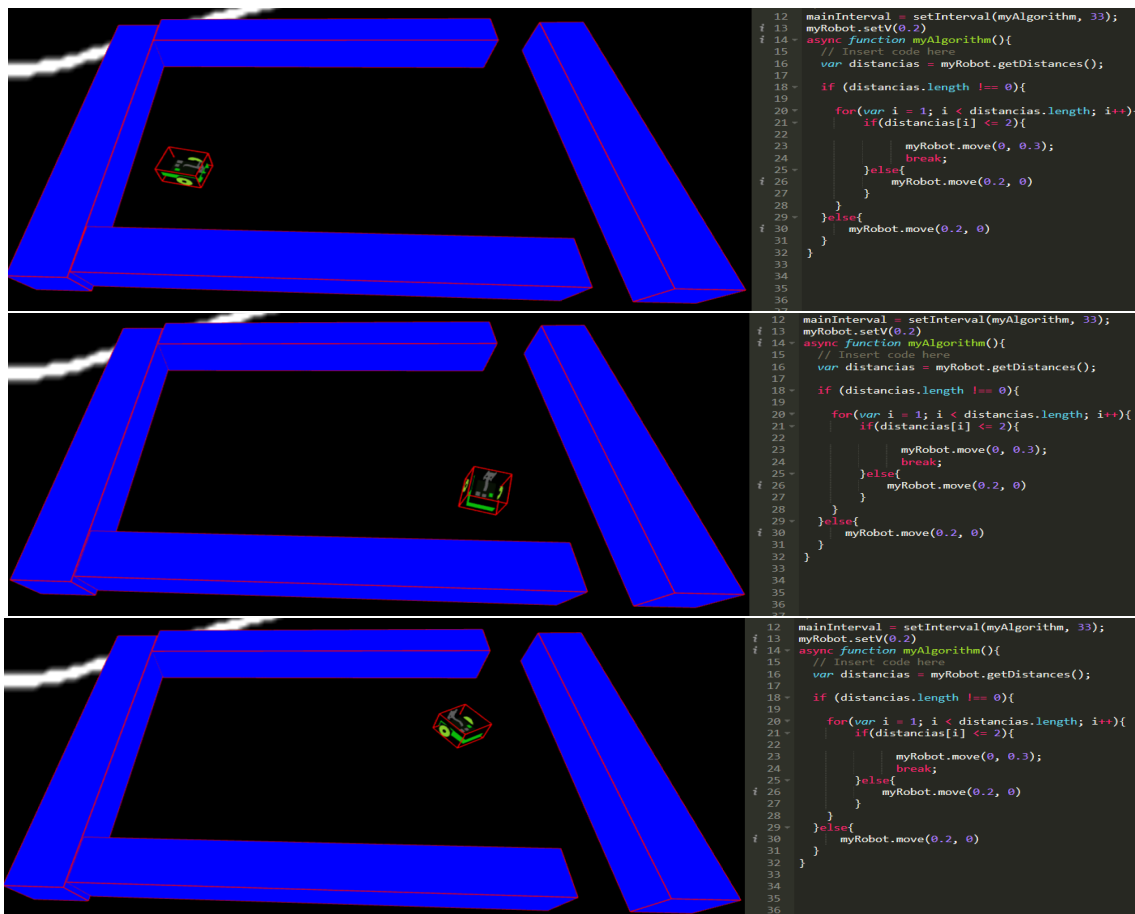 12 mainInterval = setInterval(myAlgorithm, 33);
i 13 myRobot.setV(0.2)
i 14 async function myAlgorithm(){
15 // Insert code here
16 var distancias = myRobot.getDistances();
17
18 if (distancias.length !== 0){
19
20 for(var i = 1; i < distancias.length; i++)
21 if(distancias[i] <= 2){
22
23 myRobot.move(0, 0.3);
24 break;
25 }else{
i 26 myRobot.move(0.2, 0)
27 }
28 }
29 }else{
i 30 myRobot.move(0.2, 0)
31 }
32 }
33
34
35
36
12 mainInterval = setInterval(myAlgorithm, 33);
i 13 myRobot.setV(0.2)
i 14 async function myAlgorithm(){
15 // Insert code here
16 var distancias = myRobot.getDistances();
17
18 if (distancias.length !== 0){
19
20 for(var i = 1; i < distancias.length; i++){
21 if(distancias[i] <= 2){
22
23 myRobot.move(0, 0.3);
24 break;
25 }else{
i 26 myRobot.move(0.2, 0)
27 }
28 }
29 }else{
i 30 myRobot.move(0.2, 0)
31 }
32 }
33
34
35
36
12 mainInterval = setInterval(myAlgorithm, 33);
i 13 myRobot.setV(0.2)
i 14 async function myAlgorithm(){
15 // Insert code here
16 var distancias = myRobot.getDistances();
17
18 if (distancias.length !== 0){
19
20 for(var i = 1; i < distancias.length; i++){
21 if(distancias[i] <= 2){
22
23 myRobot.move(0, 0.3);
24 break;
25 }else{
i 26 myRobot.move(0.2, 0)
27 }
28 }
29 }else{
i 30 myRobot.move(0.2, 0)
31 }
32 }
33
34
35
36